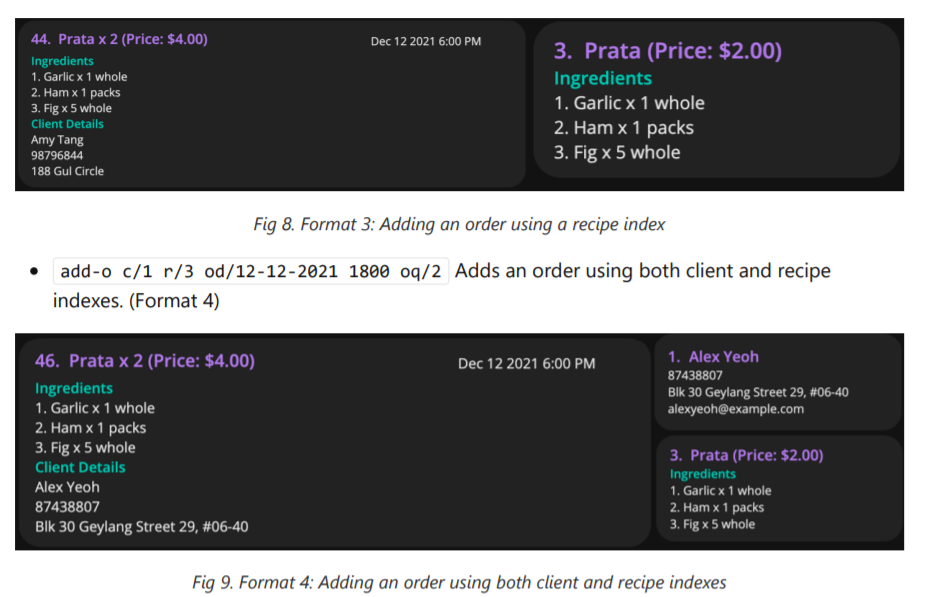 44. Prata x 2 (Price: $4.00)
Dec 12 2021 6:00 PM
Ingredients
1. Garlic x 1 whole
2. Ham x 1 packs
3. Fig x 5 whole
Client Details
Amy Tang
98796844
188 Gul Circle
3. Prata (Price: $2.00)
Ingredients
1. Garlic x 1 whole
2. Ham x 1 packs
3. Fig x 5 whole
Fig 8. Format 3: Adding an order using a recipe index
• add-o c/1 r/3 od/12-12-2021 1800 oq/2 Adds an order using both client and recipe
indexes. (Format 4)
46. Prata x 2 (Price: $4.00)
Dec 12 2021 6:00 PM
Ingredients
1. Garlic x 1 whole
2. Ham x 1 packs
3. Fig x 5 whole
Client Details
Alex Yeoh
87438807
Blk 30 Geylang Street 29, #06-40
1. Alex Yeoh
87438807
Blk 30 Geylang Street 29, #06-40
alexyeoh@example.com
3. Prata (Price: $2.00)
Ingredients
1. Garlic x 1 whole
2. Ham x 1 packs
3. Fig x 5 whole
Fig 9. Format 4: Adding an order using both client and recipe indexes